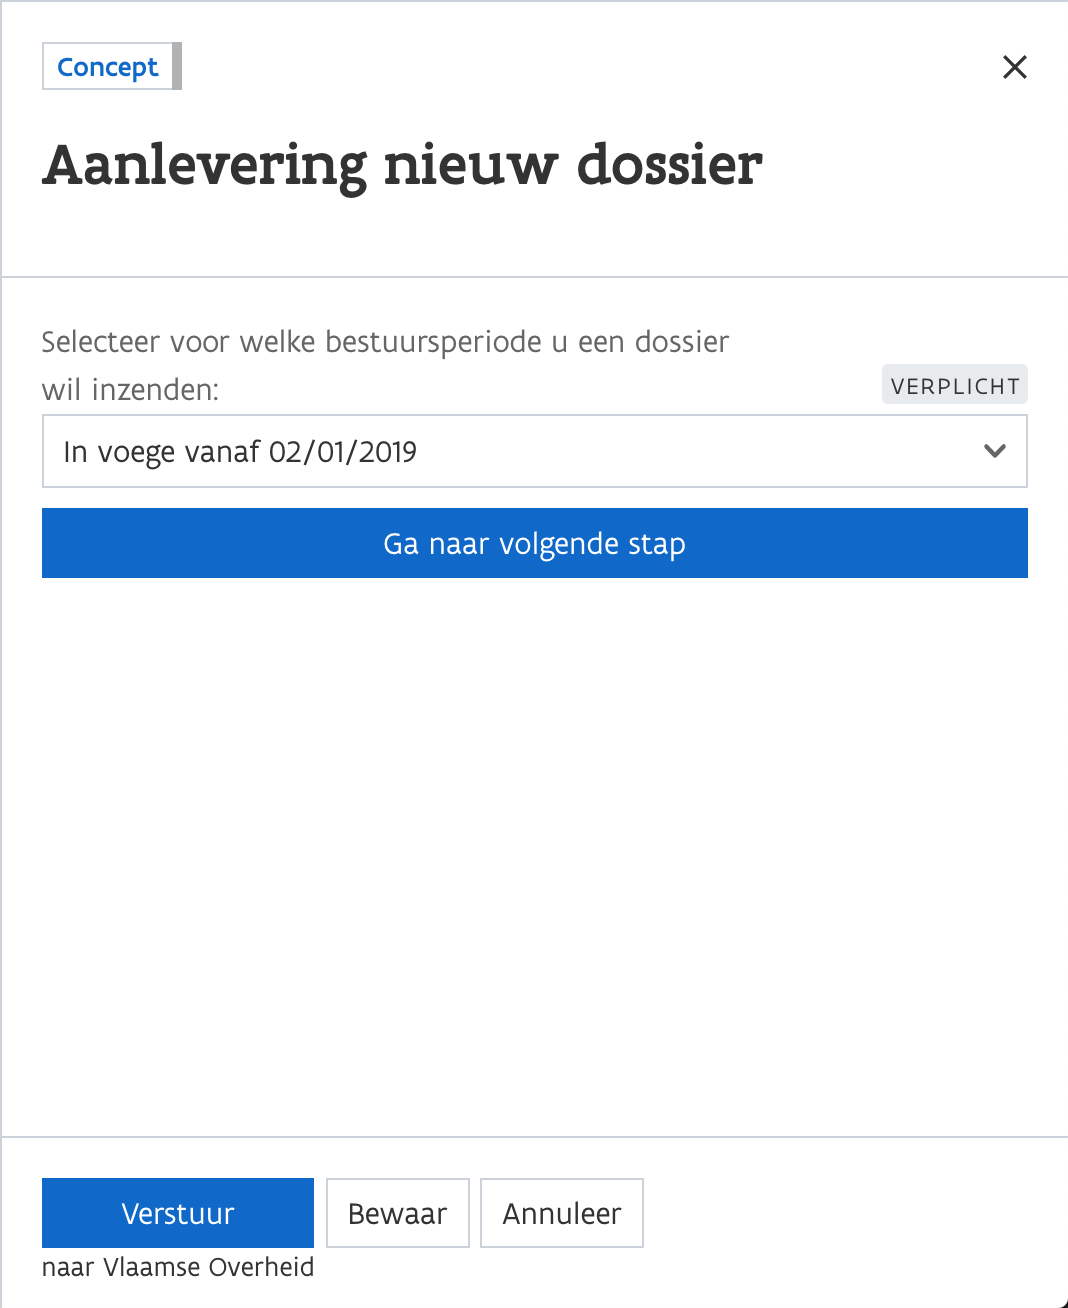 Concept
Aanlevering nieuw dossier
Selecteer voor welke bestuursperiode u een dossier
wil inzenden:
VERPLICHT
In voege vanaf 02/01/2019
Ga naar volgende stap
Verstuur
Bewaar
Annuleer
naar Vlaamse Overheid